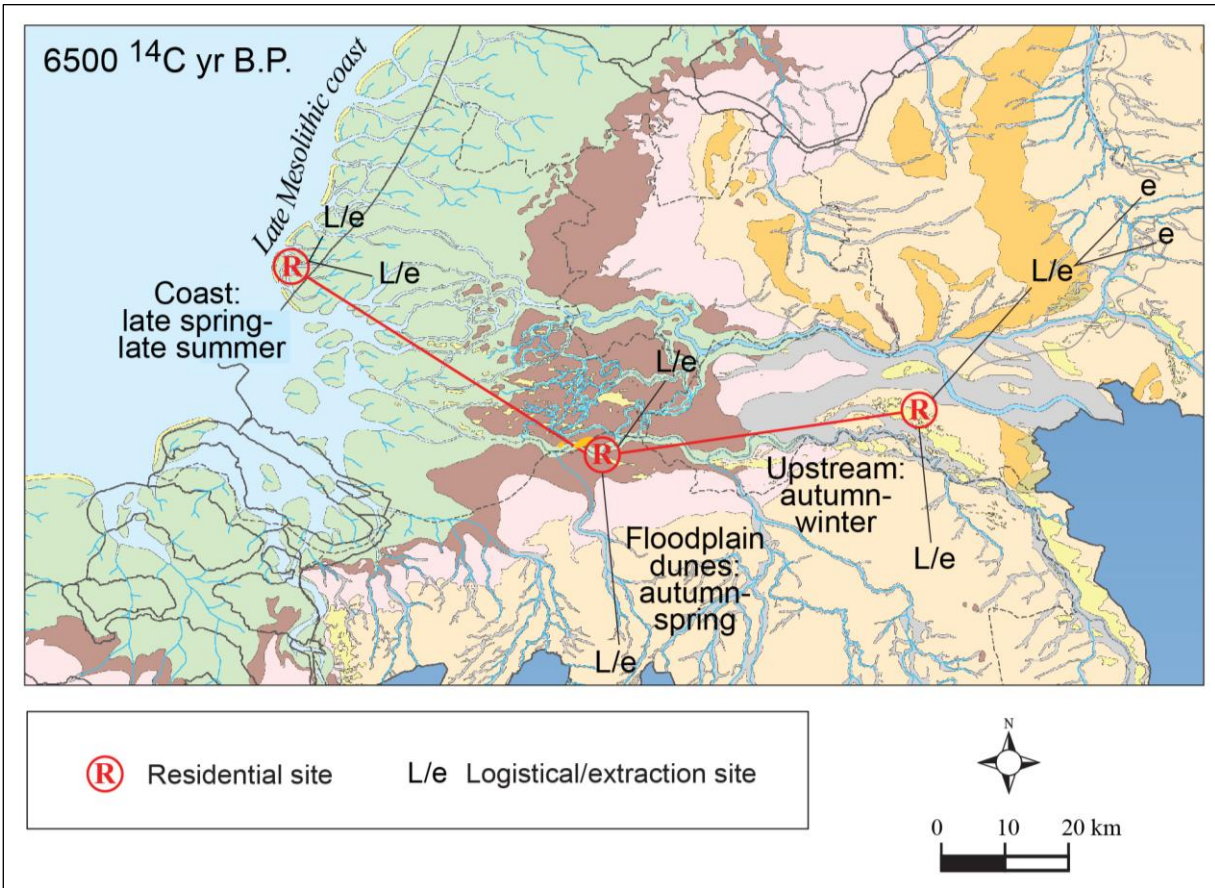 6500 ¹⁴C yr B.P.
Late Mesolithic coast
e
e
L/e
L/e
L/e
R
Coast:
late spring-
late summer
L/e
R
R
Upstream:
autumn-
winter
Floodplain
dunes:
autumn-
spring
L/e
L/e
R Residential site
L/e Logistical/extraction site
N
0 10 20 km